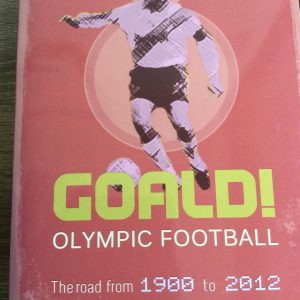 GOALD!
OLYMPIC FOOTBALL
The road from 1900 to 2012